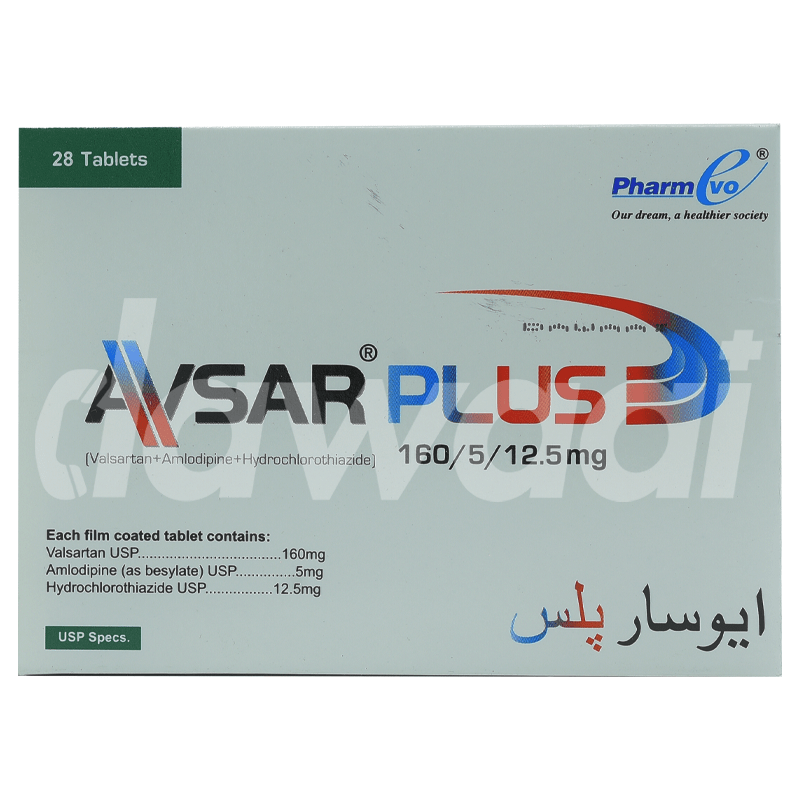 28 Tablets
Pharmevo®
Our dream, a healthier society
AVSAR® PLUS
[Valsartan+Amlodipine+Hydrochlorothiazide] 160/5/12.5mg
dawaai
Each film coated tablet contains:
Valsartan USP..................................160mg
Amlodipine (as besylate) USP...............5mg
Hydrochlorothiazide USP.................12.5mg
USP Specs.
ایوسار پلس